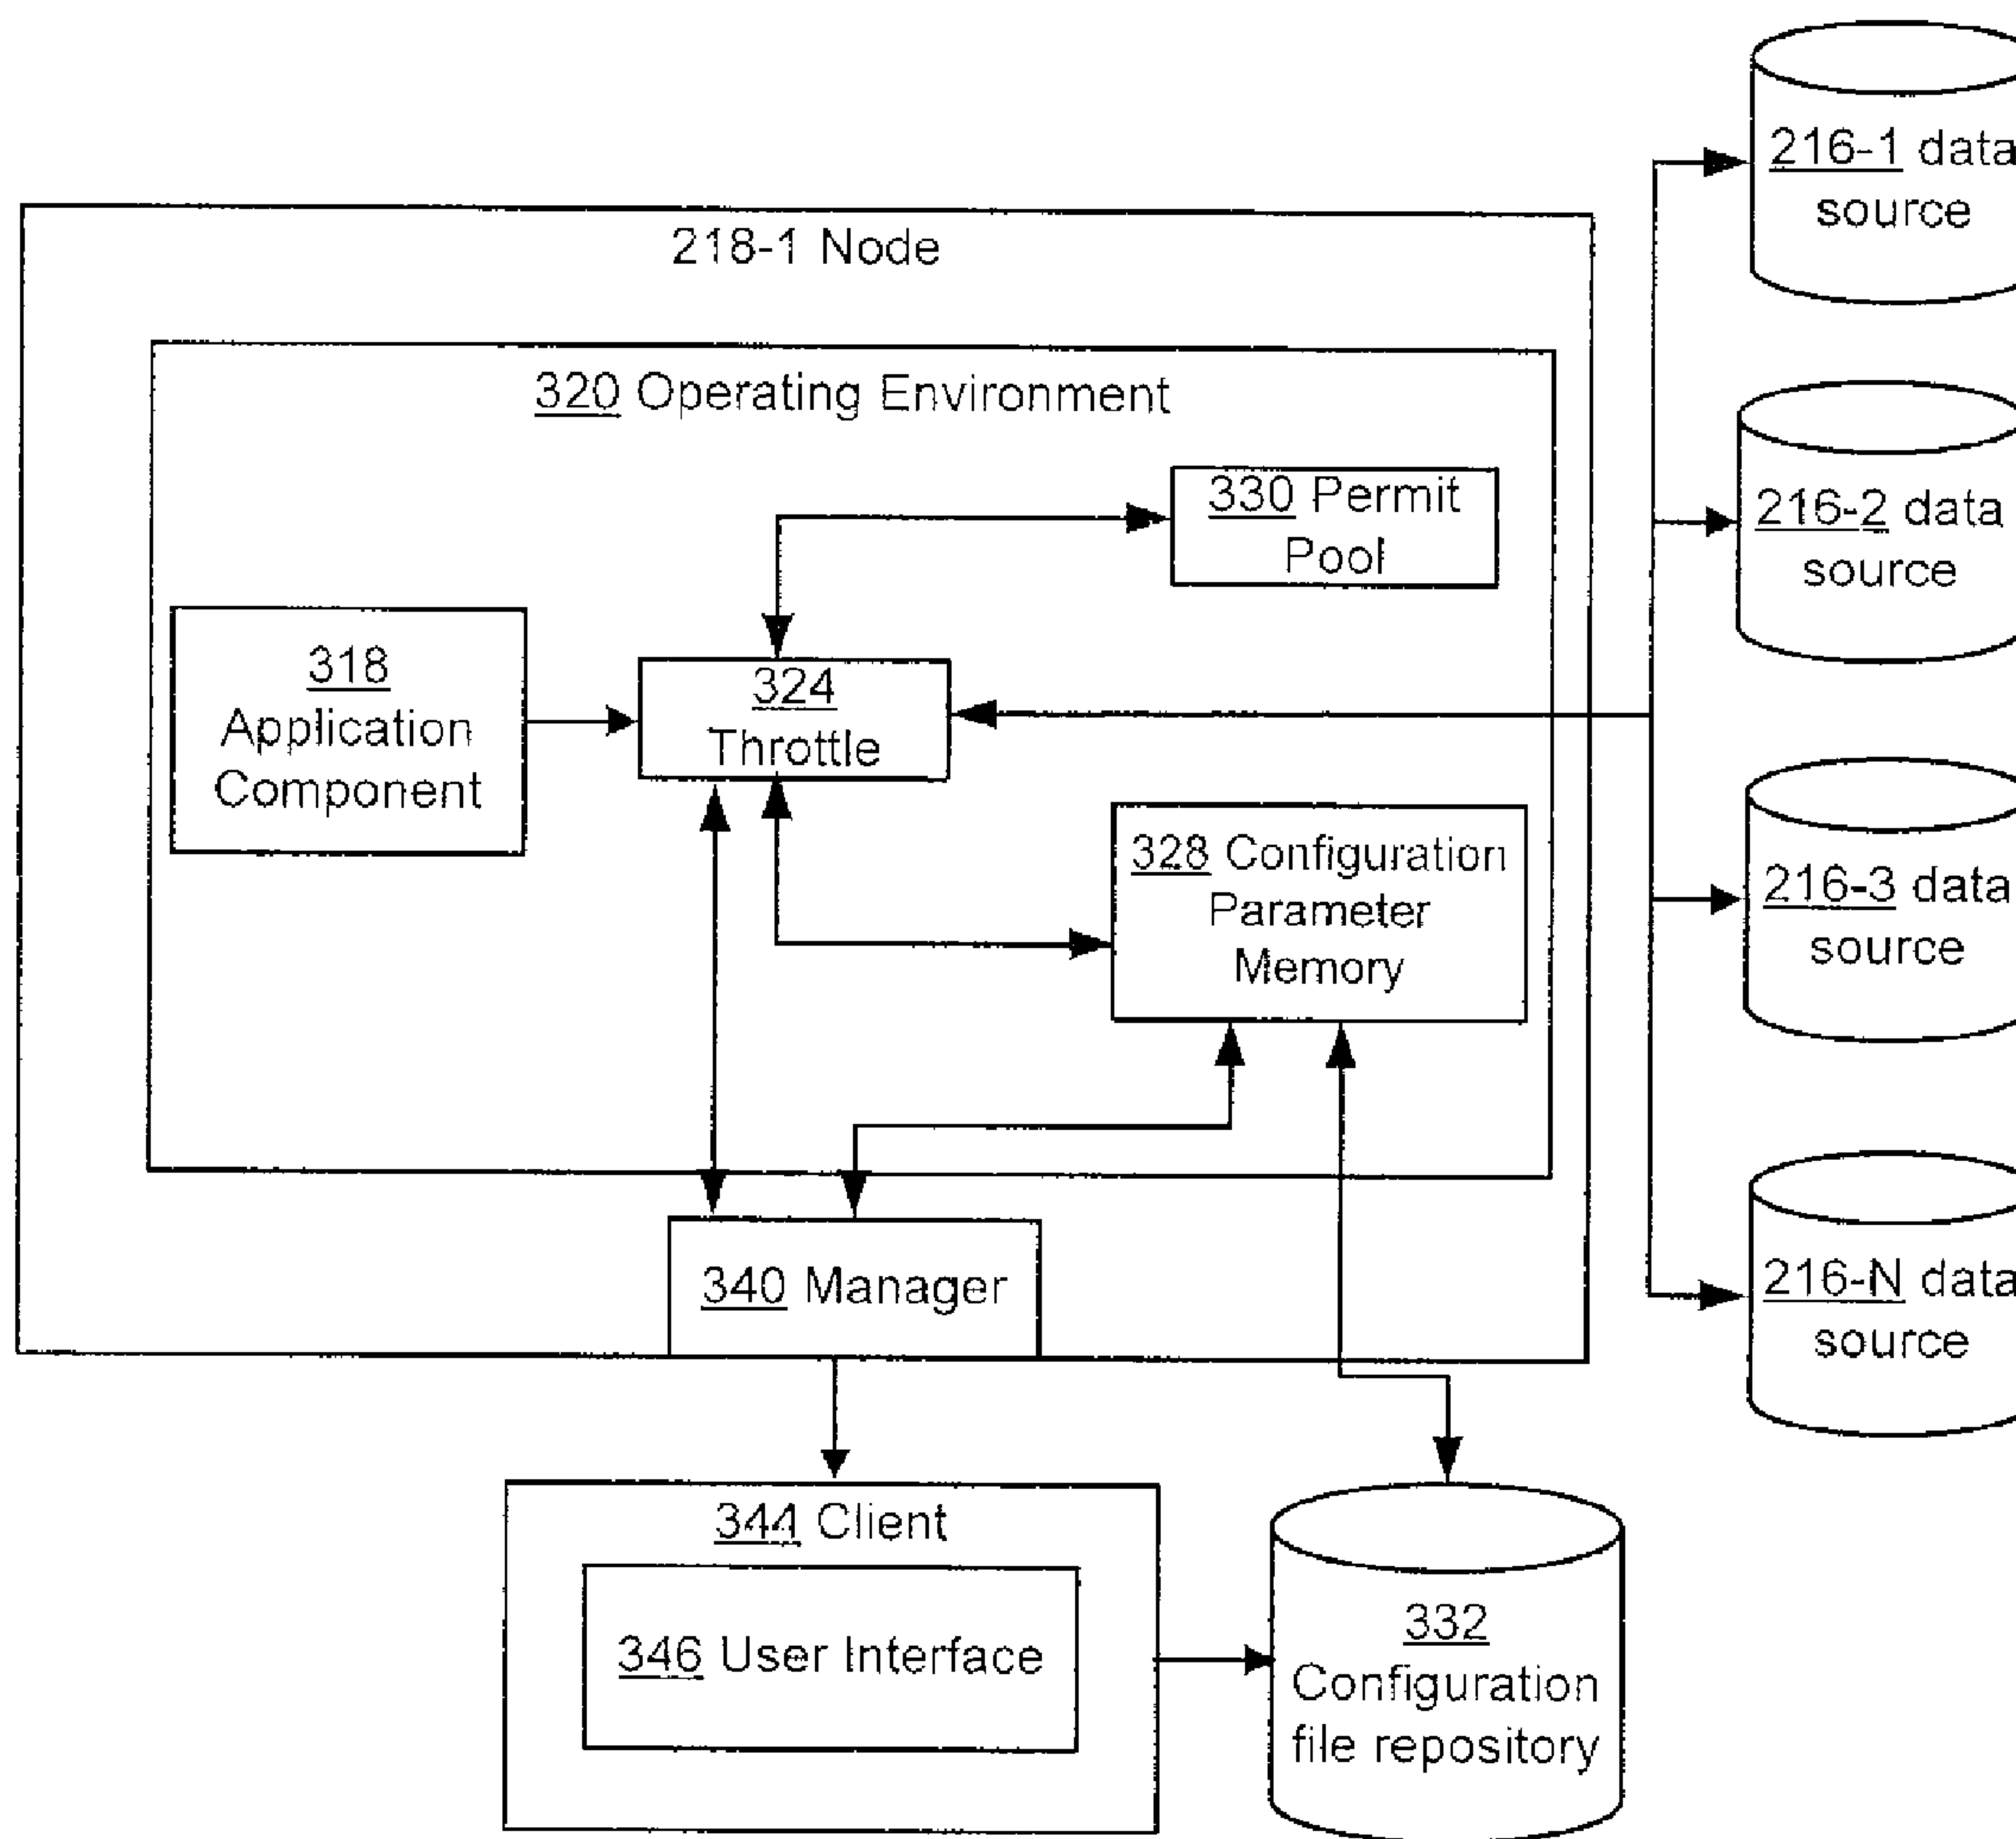 216-1 data
source
218-1 Node
320 Operating Environment
330 Permit
Pool
216-2 data
source
318
Application
Component
324
Throttle
328 Configuration
Parameter
Memory
216-3 data
source
340 Manager
216-N data
source
344 Client
346 User Interface
332
Configuration
file repository